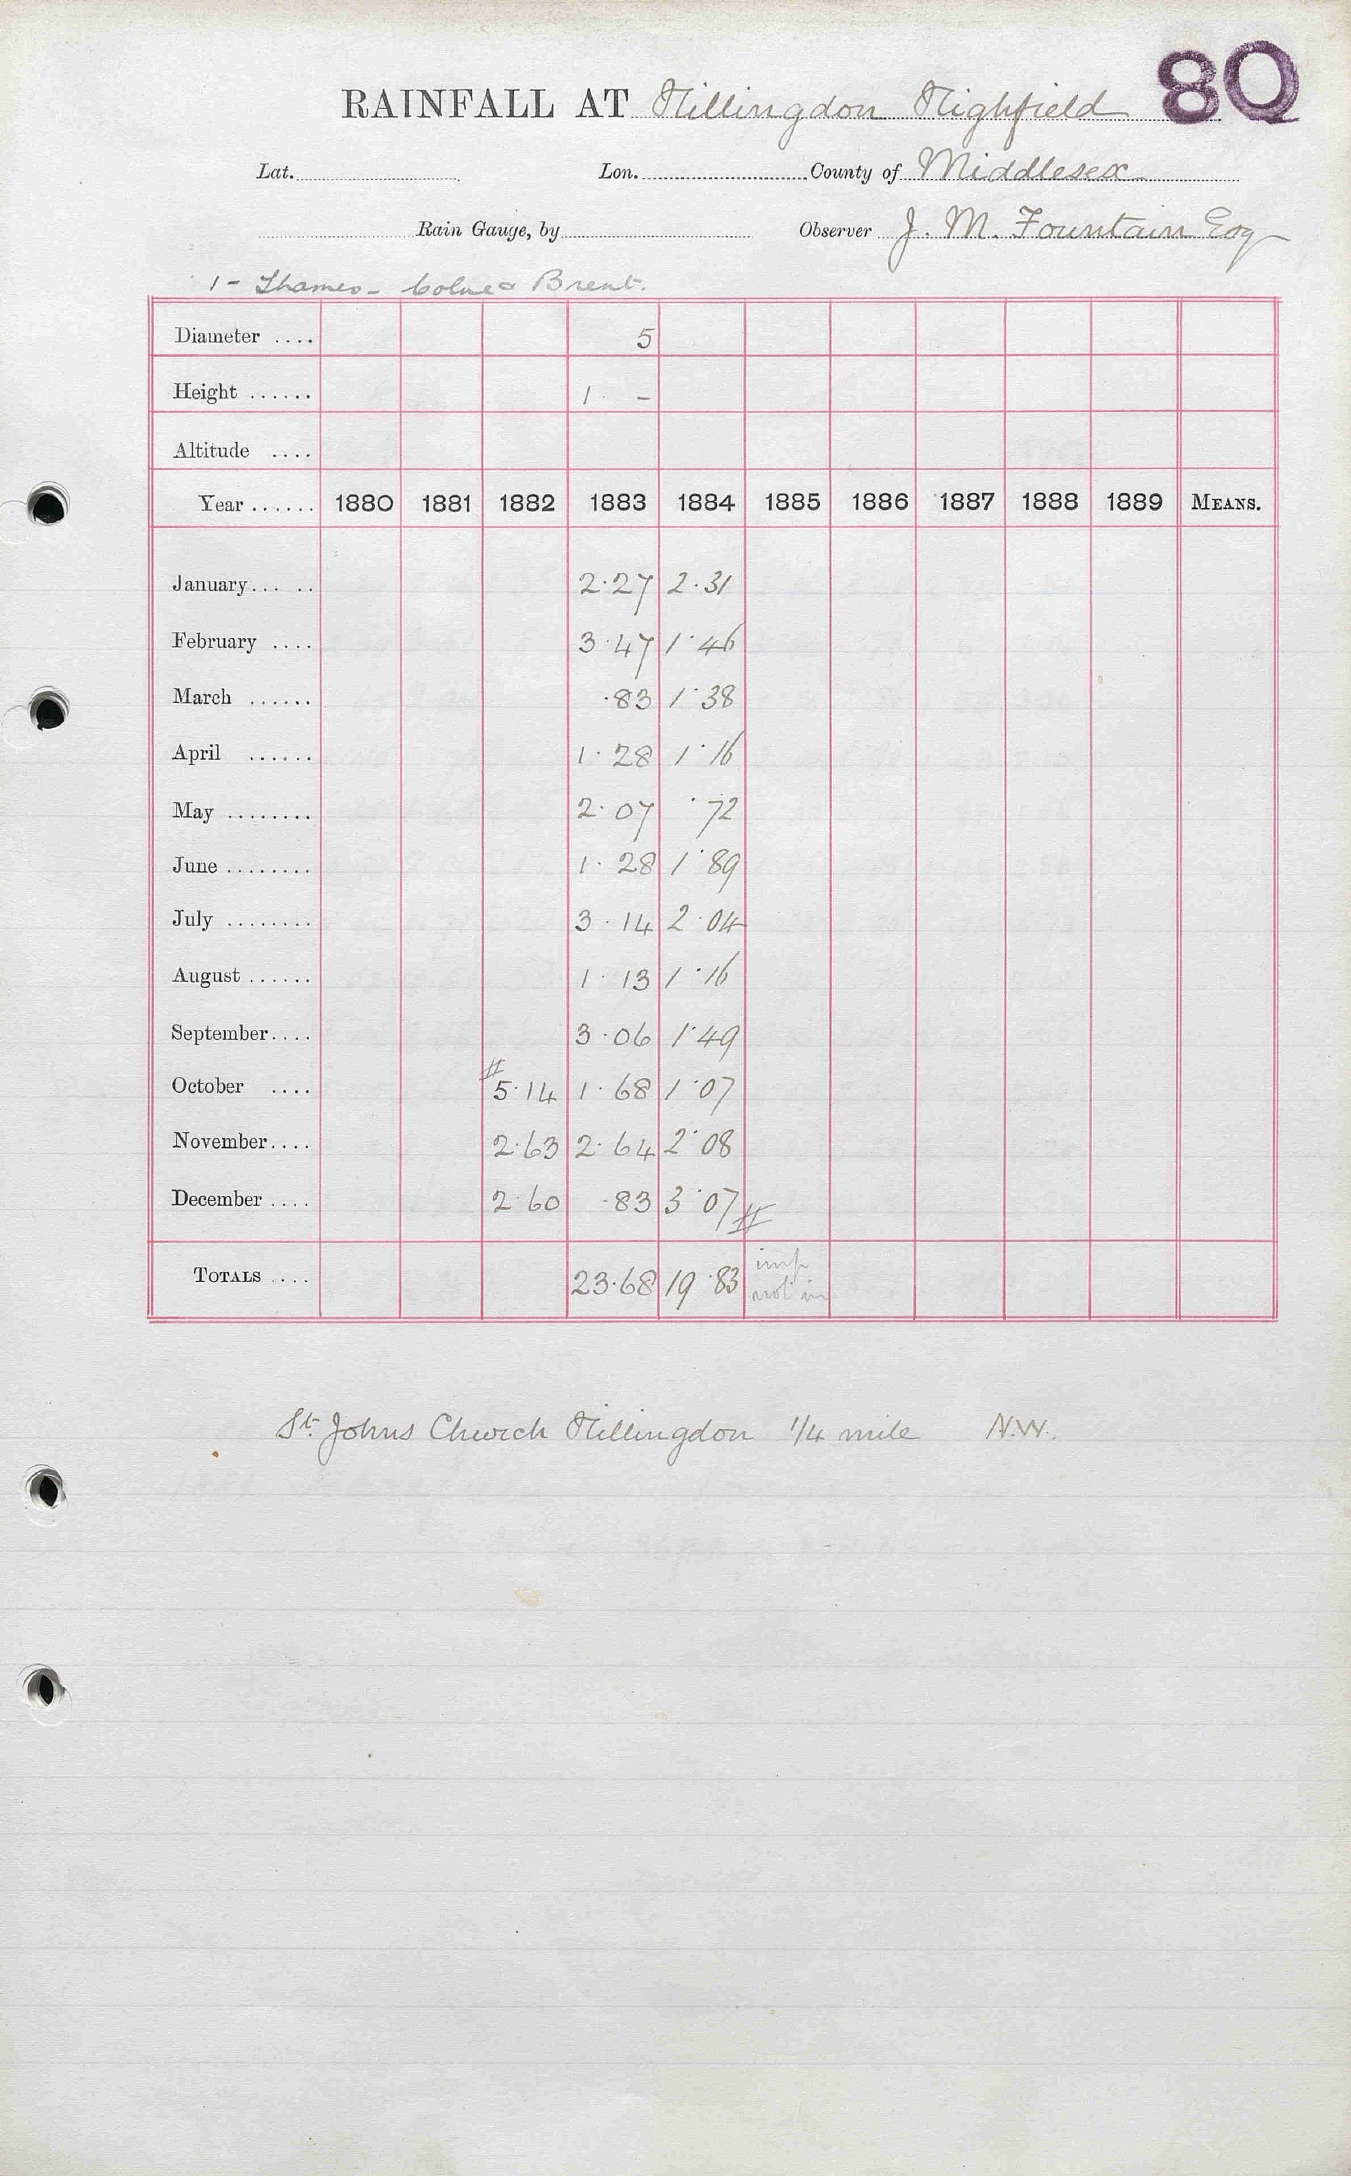 80
RAINFALL AT Hillingdon Highfield
Lat. Lon. County of Middlesex
Rain Gauge, by Observer J. M. Fountain Esq
1 - Thames - Colne & Brent.
Diameter .... 5
Height ...... 1 -
Altitude ....
Year ...... 1880 1881 1882 1883 1884 1885 1886 1887 1888 1889 MEANS.
January... .. 2.27 2.31
February .... 3.47 1.46
March ...... .83 1.38
April ...... 1.28 1.16
May ........ 2.07 .72
June ........ 1.28 1.89
July ........ 3.14 2.04
August ...... 1.13 1.16
September.... 3.06 1.49
October .... # 5.14 1.68 1.07
November.... 2.63 2.64 2.08
December .... 2.60 .83 3.07 #
TOTALS .... 23.68 19.83 imp
not in
St. Johns Church Hillingdon 1/4 mile N.W.